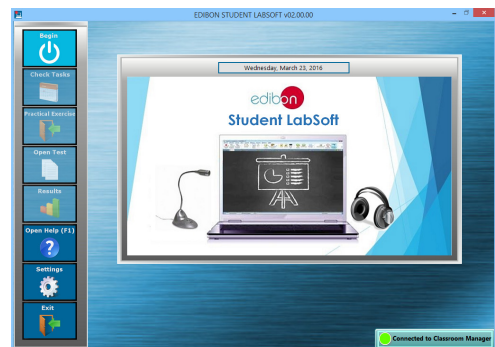 EDIBON STUDENT LABSOFT v02.00.00
Begin
Check Tasks
Practical Exercise
Open Test
Results
Open Help (F1)
Settings
Exit
Wednesday, March 23, 2016
edibon
Student LabSoft
Connected to Classroom Manager